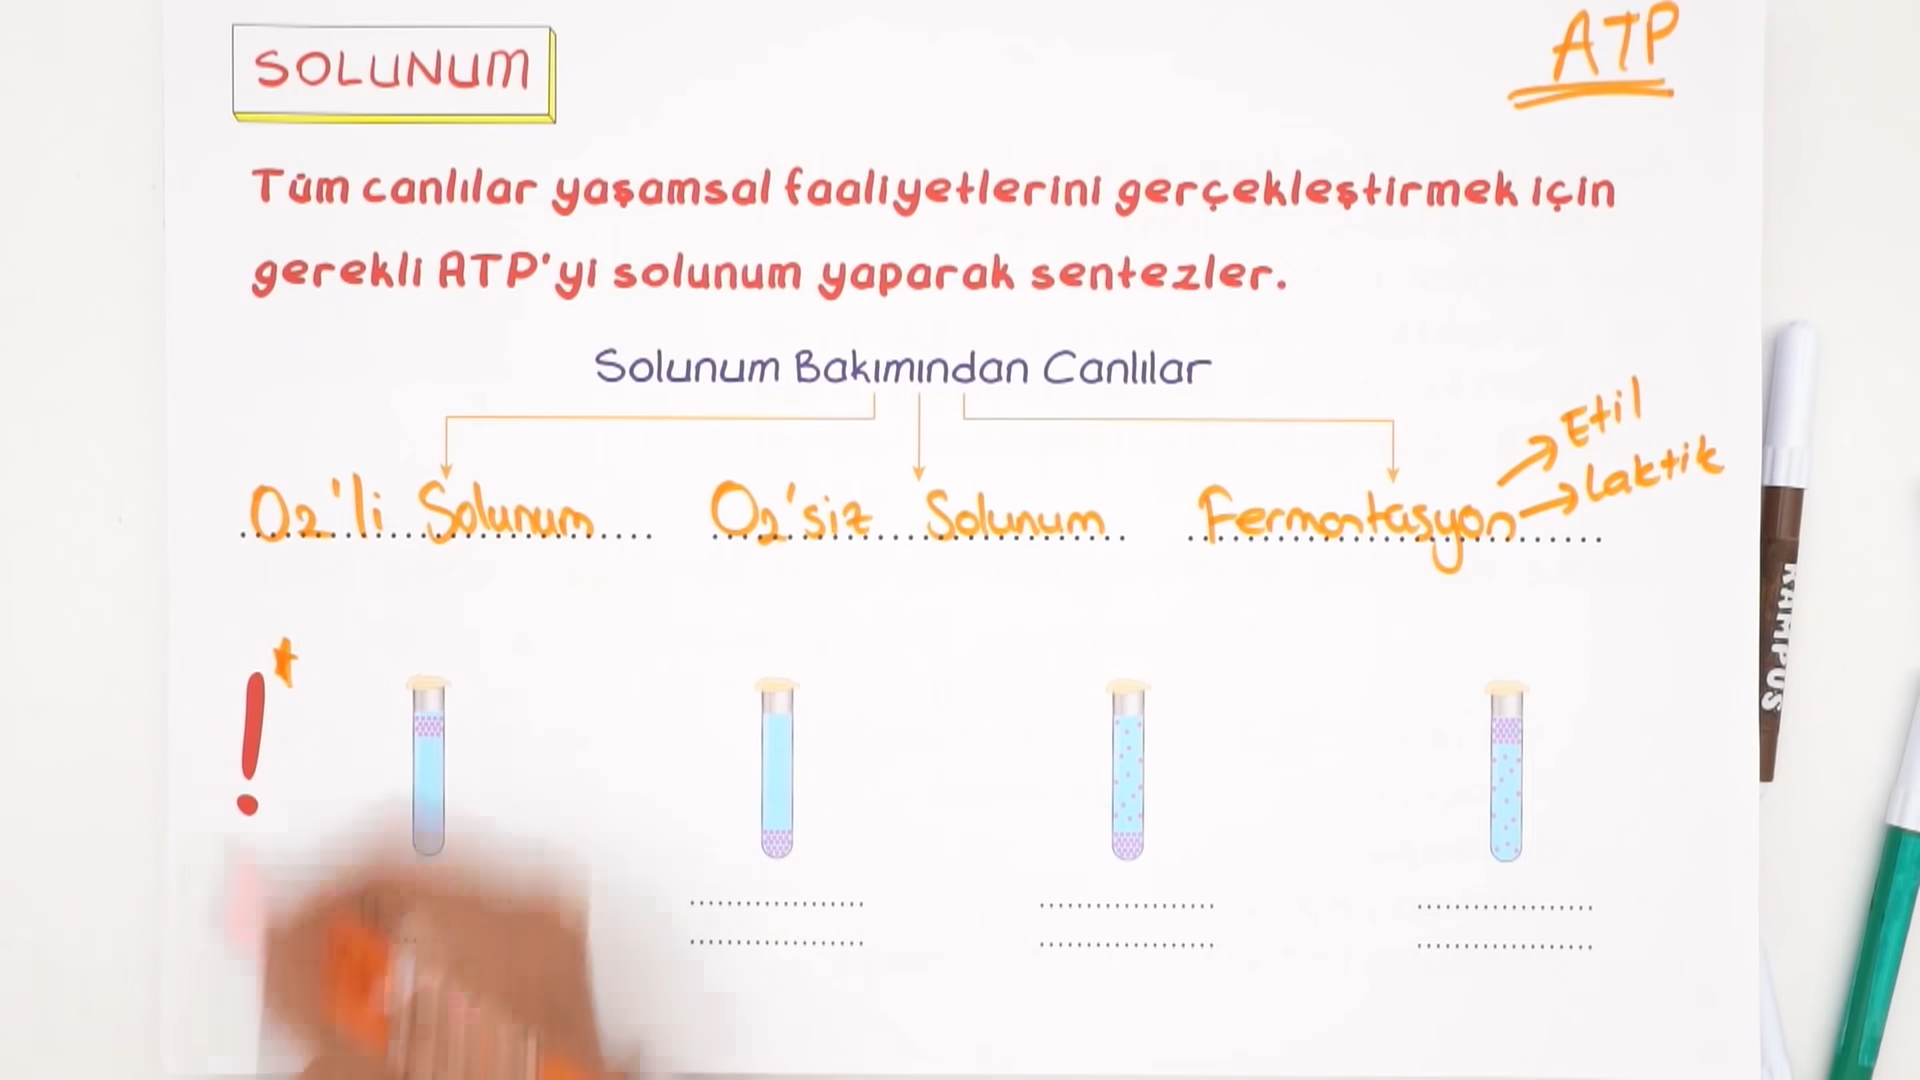 SOLUNUM
ATP
Tüm canlılar yaşamsal faaliyetlerini gerçekleştirmek için
gerekli ATP'yi solunum yaparak sentezler.
Solunum Bakımından Canlılar
O2'li Solunum
O2'siz Solunum
Fermantasyon
→ Etil
→ Laktik
!
KAMPÜS